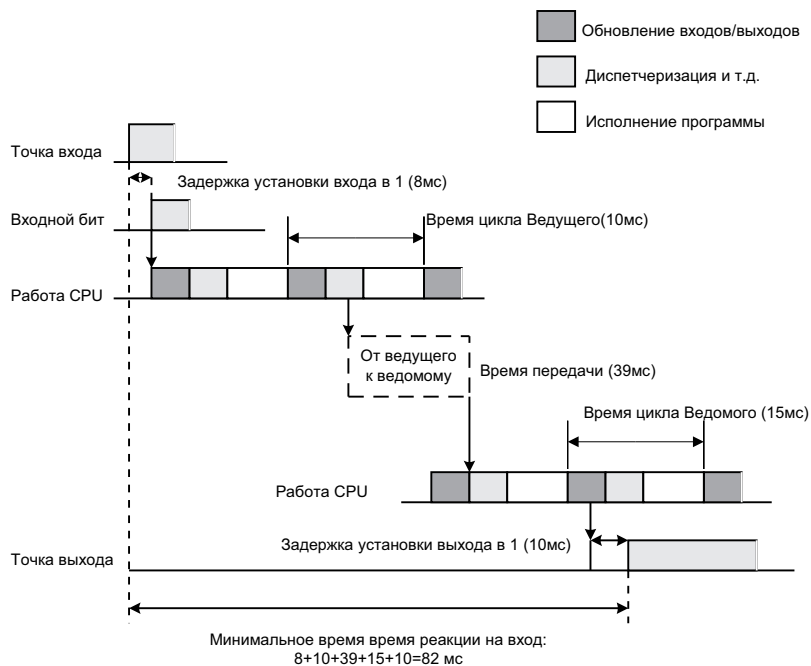 Обновление входов/выходов
Диспетчеризация и т.д.
Исполнение программы
Точка входа
Задержка установки входа в 1 (8мс)
Входной бит
Время цикла Ведущего(10мс)
Работа CPU
От ведущего
к ведомому
Время передачи (39мс)
Время цикла Ведомого (15мс)
Работа CPU
Задержка установки выхода в 1 (10мс)
Точка выхода
Минимальное время время реакции на вход:
8+10+39+15+10=82 мс